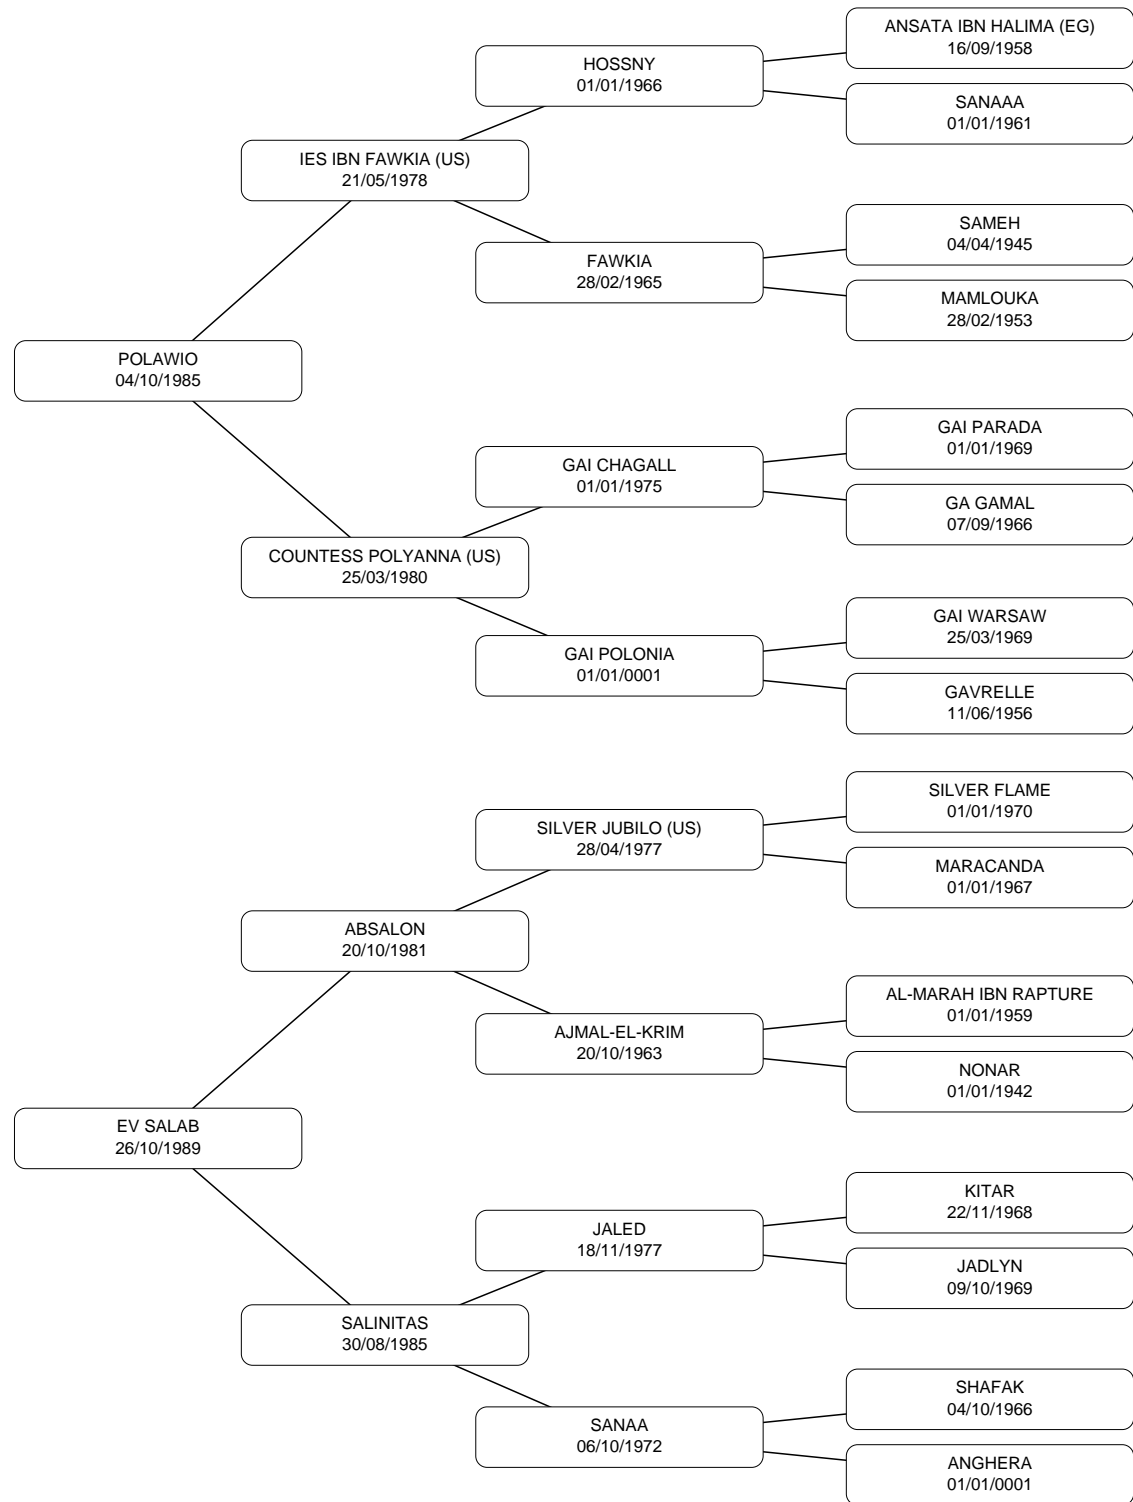 ANSATA IBN HALIMA (EG)
16/09/1958
HOSSNY
01/01/1966
SANAAA
01/01/1961
IES IBN FAWKIA (US)
21/05/1978
SAMEH
04/04/1945
FAWKIA
28/02/1965
MAMLOUKA
28/02/1953
POLAWIO
04/10/1985
GAI PARADA
01/01/1969
GAI CHAGALL
01/01/1975
GA GAMAL
07/09/1966
COUNTESS POLYANNA (US)
25/03/1980
GAI WARSAW
25/03/1969
GAI POLONIA
01/01/0001
GAVRELLE
11/06/1956
SILVER FLAME
01/01/1970
SILVER JUBILO (US)
28/04/1977
MARACANDA
01/01/1967
ABSALON
20/10/1981
AL-MARAH IBN RAPTURE
01/01/1959
AJMAL-EL-KRIM
20/10/1963
NONAR
01/01/1942
EV SALAB
26/10/1989
KITAR
22/11/1968
JALED
18/11/1977
JADLYN
09/10/1969
SALINITAS
30/08/1985
SHAFAK
04/10/1966
SANAA
06/10/1972
ANGHERA
01/01/0001